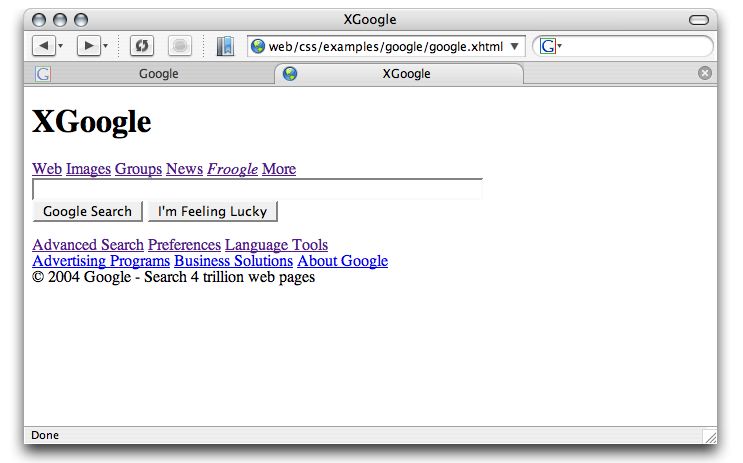 XGoogle
web/css/examples/google/google.xhtml G
G Google XGoogle
XGoogle
Web Images Groups News Froogle More
Google Search I'm Feeling Lucky
Advanced Search Preferences Language Tools
Advertising Programs Business Solutions About Google
© 2004 Google - Search 4 trillion web pages
Done